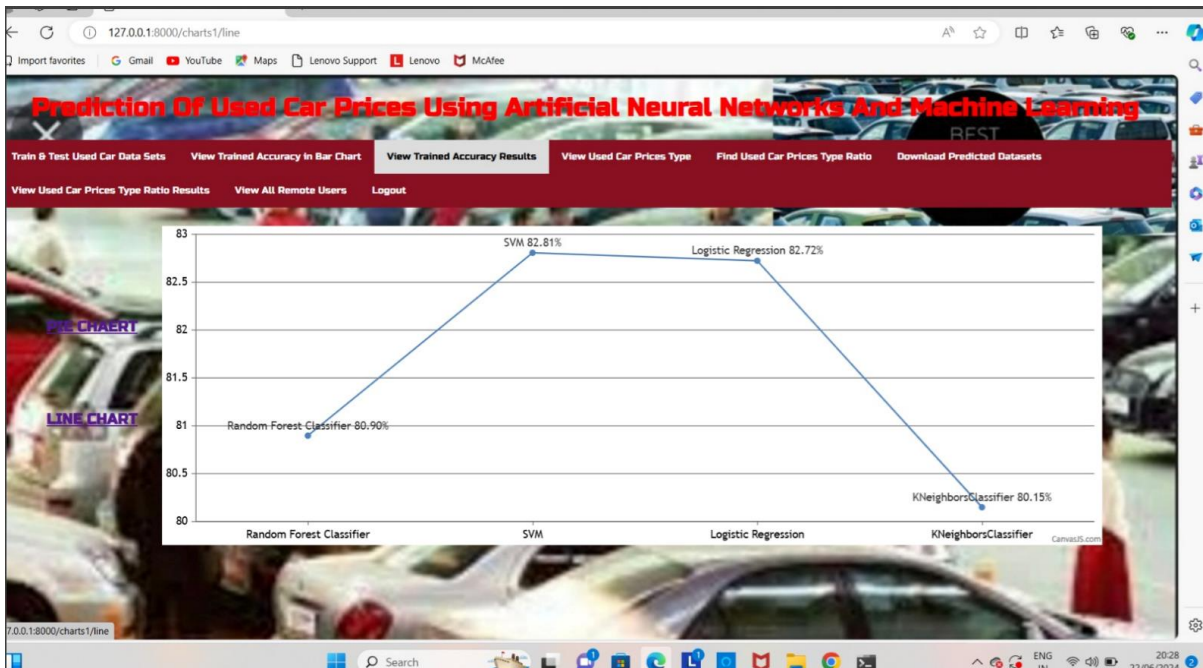 127.0.0.1:8000/charts1/line
Import favorites Gmail YouTube Maps Lenovo Support Lenovo McAfee
Prediction Of Used Car Prices Using Artificial Neural Networks And Machine Learning
BEST
Train & Test Used Car Data Sets View Trained Accuracy in Bar Chart View Trained Accuracy Results View Used Car Prices Type Find Used Car Prices Type Ratio Download Predicted Datasets
View Used Car Prices Type Ratio Results View All Remote Users Logout
83
SVM 82.81%
Logistic Regression 82.72%
82.5
PIE CHAERT
82
81.5
LINE CHART
81
Random Forest Classifier 80.90%
80.5
KNeighborsClassifier 80.15%
80
Random Forest Classifier SVM Logistic Regression KNeighborsClassifier
CanvasJS.com
7.0.0.1:8000/charts1/line
Search
ENG
IN
20:28